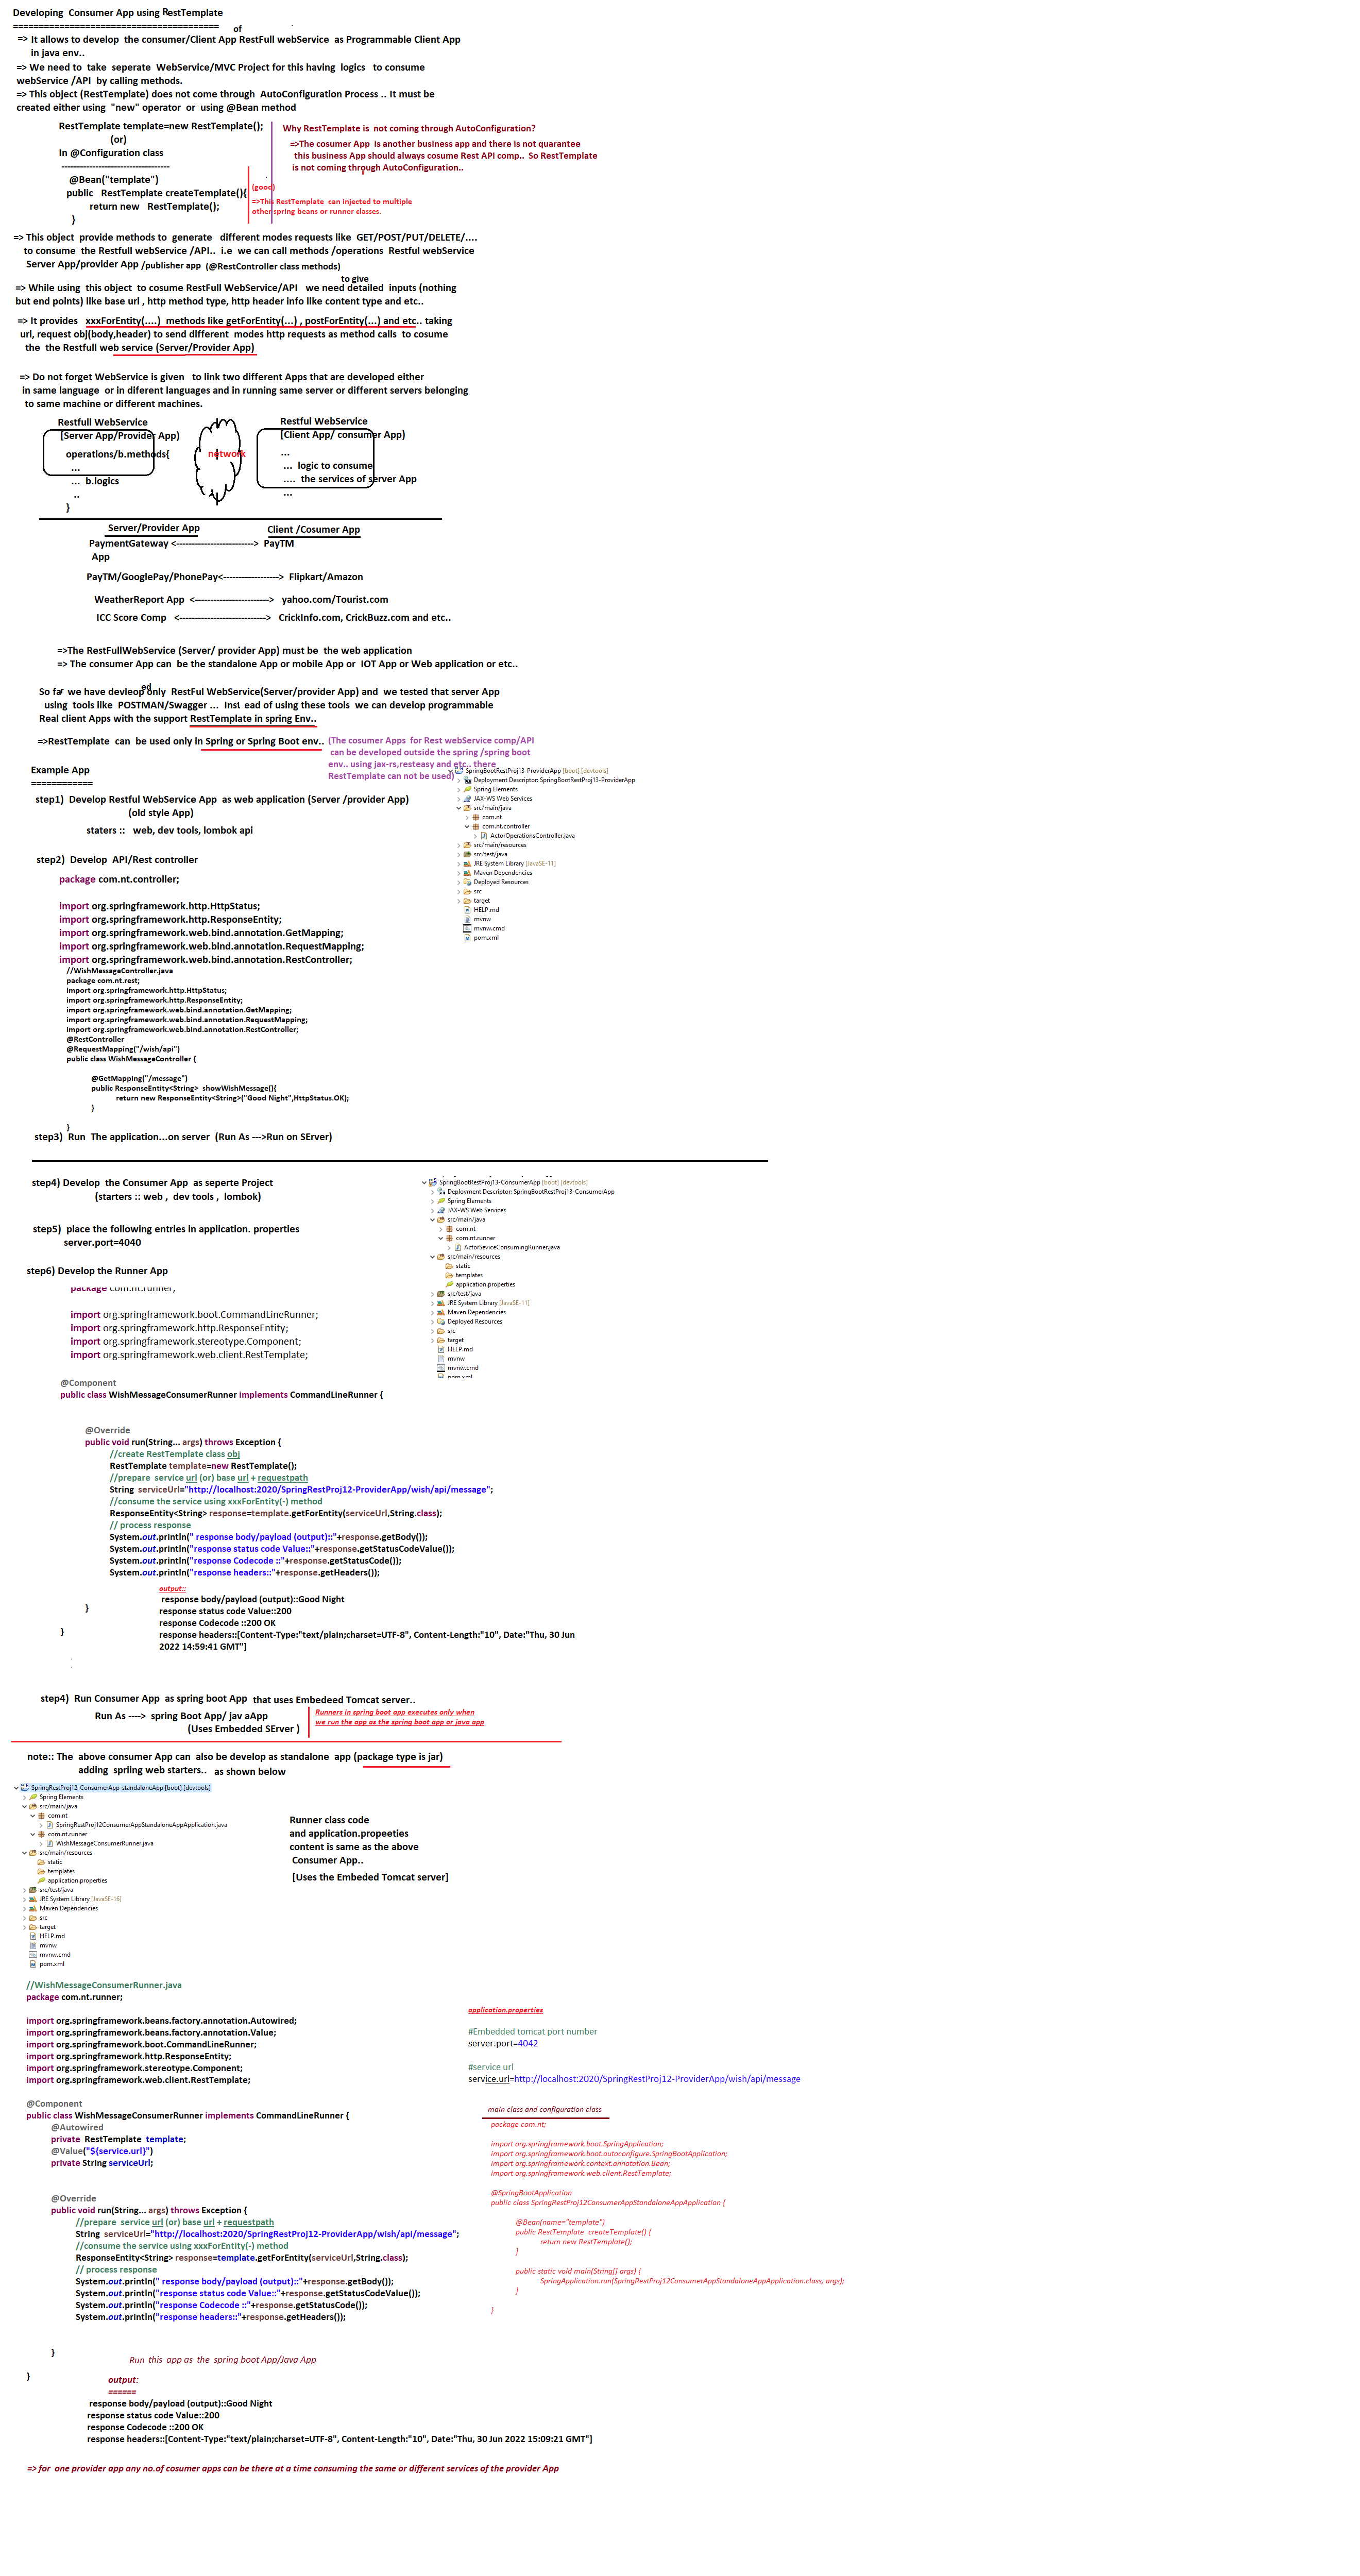 Developing  Consumer App using RestTemplate
========================================
of
=> It allows to develop  the consumer/Client App RestFull webService  as Programmable Client App
in java env..
=> We need to  take  seperate  WebService/MVC Project for this having  logics   to consume
webService /API  by calling methods.
=> This object (RestTemplate) does not come through  AutoConfiguration Process .. It must be
created either using  "new" operator  or  using @Bean method
RestTemplate template=new RestTemplate();
(or)
In @Configuration class
-----------------------------------
@Bean("template")
public   RestTemplate createTemplate(){
return new   RestTemplate();
}
Why RestTemplate is  not coming through AutoConfiguration?
=>The cosumer App  is another business app and there is not quarantee
this business App should always cosume Rest API comp..  So RestTemplate
is not coming through AutoConfiguration..
(good)
=>This RestTemplate  can injected to multiple
other spring beans or runner classes.
=> This object  provide methods to  generate   different modes requests like  GET/POST/PUT/DELETE/....
to consume  the Restfull webService /API..  i.e  we can call methods /operations  Restful webService
Server App/provider App /publisher app  (@RestController class methods)
to give
=> While using  this object  to cosume RestFull WebService/API   we need detailed  inputs (nothing
but end points) like base url , http method type, http header info like content type and etc..
=> It provides   xxxForEntity(....)  methods like getForEntity(...) , postForEntity(...) and etc.. taking
url, request obj(body,header) to send different  modes http requests as method calls  to cosume
the  the Restfull web service (Server/Provider App)
=> Do not forget WebService is given   to link two different Apps that are developed either
in same language  or in diferent languages and in running same server or different servers belonging
to same machine or different machines.
Restfull WebService
[Server App/Provider App)
operations/b.methods{
...
...  b.logics
..
}
network
Restful WebService
[Client App/ consumer App)
...
...  logic to consume
....  the services of server App
...
Server/Provider App
Client /Cosumer App
PaymentGateway <-------------------------->  PayTM
App
PayTM/GooglePay/PhonePay<------------------>  Flipkart/Amazon
WeatherReport App  <------------------------>   yahoo.com/Tourist.com
ICC Score Comp   <----------------------------->   CrickInfo.com, CrickBuzz.com and etc..
=>The RestFullWebService (Server/ provider App) must be  the web application
=> The consumer App can  be the standalone App or mobile App or  IOT App or Web application or etc..
ed
So far  we have devleop only  RestFul WebService(Server/provider App) and  we tested that server App
using  tools like  POSTMAN/Swagger ...  Inst ead of using these tools  we can develop programmable
Real client Apps with the support RestTemplate in spring Env..
=>RestTemplate  can  be used only in Spring or Spring Boot env..
(The cosumer Apps  for Rest webService comp/API
can be developed outside the spring /spring boot
env.. using jax-rs,resteasy and etc.. there
RestTemplate can not be used)
Example App
============
step1)  Develop Restful WebService App  as web application (Server /provider App)
(old style App)
staters ::   web, dev tools, lombok api
SpringBootRestProj13-ProviderApp [boot] [devtools]
Deployment Descriptor: SpringBootRestProj13-ProviderApp
Spring Elements
JAX-WS Web Services
src/main/java
com.nt
com.nt.controller
ActorOperationsController.java
src/main/resources
src/test/java
JRE System Library [JavaSE-11]
Maven Dependencies
Deployed Resources
src
target
HELP.md
mvnw
mvnw.cmd
pom.xml
step2)  Develop  API/Rest controller
package com.nt.controller;
import org.springframework.http.HttpStatus;
import org.springframework.http.ResponseEntity;
import org.springframework.web.bind.annotation.GetMapping;
import org.springframework.web.bind.annotation.RequestMapping;
import org.springframework.web.bind.annotation.RestController;
//WishMessageController.java
package com.nt.rest;
import org.springframework.http.HttpStatus;
import org.springframework.http.ResponseEntity;
import org.springframework.web.bind.annotation.GetMapping;
import org.springframework.web.bind.annotation.RequestMapping;
import org.springframework.web.bind.annotation.RestController;
@RestController
@RequestMapping("/wish/api")
public class WishMessageController {
@GetMapping("/message")
public ResponseEntity<String>  showWishMessage(){
return new ResponseEntity<String>("Good Night",HttpStatus.OK);
}
}
step3)  Run  The application...on server  (Run As --->Run on SErver)
step4) Develop  the Consumer App  as seperte Project
(starters :: web ,  dev tools ,  lombok)
step5)  place the following entries in application. properties
server.port=4040
step6) Develop the Runner App
SpringBootRestProj13-ConsumerApp [boot] [devtools]
Deployment Descriptor: SpringBootRestProj13-ConsumerApp
Spring Elements
JAX-WS Web Services
src/main/java
com.nt
com.nt.runner
ActorSeviceConsumingRunner.java
src/main/resources
static
templates
application.properties
src/test/java
JRE System Library [JavaSE-11]
Maven Dependencies
Deployed Resources
src
target
HELP.md
mvnw
mvnw.cmd
pom.xml
package com.nt.runner;
import org.springframework.boot.CommandLineRunner;
import org.springframework.http.ResponseEntity;
import org.springframework.stereotype.Component;
import org.springframework.web.client.RestTemplate;
@Component
public class WishMessageConsumerRunner implements CommandLineRunner {
@Override
public void run(String... args) throws Exception {
//create RestTemplate class obj
RestTemplate template=new RestTemplate();
//prepare  service url (or) base url + requestpath
String  serviceUrl="http://localhost:2020/SpringRestProj12-ProviderApp/wish/api/message";
//consume the service using xxxForEntity(-) method
ResponseEntity<String> response=template.getForEntity(serviceUrl,String.class);
// process response
System.out.println(" response body/payload (output)::"+response.getBody());
System.out.println("response status code Value::"+response.getStatusCodeValue());
System.out.println("response Codecode ::"+response.getStatusCode());
System.out.println("response headers::"+response.getHeaders());
}
}
output::
response body/payload (output)::Good Night
response status code Value::200
response Codecode ::200 OK
response headers::[Content-Type:"text/plain;charset=UTF-8", Content-Length:"10", Date:"Thu, 30 Jun
2022 14:59:41 GMT"]
step4)  Run Consumer App  as spring boot App  that uses Embedeed Tomcat server..
Run As ---->  spring Boot App/ jav aApp
(Uses Embedded SErver )
Runners in spring boot app executes only when
we run the app as the spring boot app or java app
note:: The  above consumer App can  also be develop as standalone  app (package type is jar)
adding  spriing web starters..   as shown below
SpringRestProj12-ConsumerApp-standaloneApp [boot] [devtools]
Spring Elements
src/main/java
com.nt
SpringRestProj12ConsumerAppStandaloneAppApplication.java
com.nt.runner
WishMessageConsumerRunner.java
src/main/resources
static
templates
application.properties
src/test/java
JRE System Library [JavaSE-16]
Maven Dependencies
src
target
HELP.md
mvnw
mvnw.cmd
pom.xml
Runner class code
and application.propeeties
content is same as the above
Consumer App..
[Uses the Embeded Tomcat server]
//WishMessageConsumerRunner.java
package com.nt.runner;
import org.springframework.beans.factory.annotation.Autowired;
import org.springframework.beans.factory.annotation.Value;
import org.springframework.boot.CommandLineRunner;
import org.springframework.http.ResponseEntity;
import org.springframework.stereotype.Component;
import org.springframework.web.client.RestTemplate;
@Component
public class WishMessageConsumerRunner implements CommandLineRunner {
@Autowired
private  RestTemplate  template;
@Value("${service.url}")
private String serviceUrl;
@Override
public void run(String... args) throws Exception {
//prepare  service url (or) base url + requestpath
String  serviceUrl="http://localhost:2020/SpringRestProj12-ProviderApp/wish/api/message";
//consume the service using xxxForEntity(-) method
ResponseEntity<String> response=template.getForEntity(serviceUrl,String.class);
// process response
System.out.println(" response body/payload (output)::"+response.getBody());
System.out.println("response status code Value::"+response.getStatusCodeValue());
System.out.println("response Codecode ::"+response.getStatusCode());
System.out.println("response headers::"+response.getHeaders());
}
}
application.properties
#Embedded tomcat port number
server.port=4042
#service url
service.url=http://localhost:2020/SpringRestProj12-ProviderApp/wish/api/message
main class and configuration class
package com.nt;
import org.springframework.boot.SpringApplication;
import org.springframework.boot.autoconfigure.SpringBootApplication;
import org.springframework.context.annotation.Bean;
import org.springframework.web.client.RestTemplate;
@SpringBootApplication
public class SpringRestProj12ConsumerAppStandaloneAppApplication {
@Bean(name="template")
public RestTemplate  createTemplate() {
return new RestTemplate();
}
public static void main(String[] args) {
SpringApplication.run(SpringRestProj12ConsumerAppStandaloneAppApplication.class, args);
}
}
Run  this  app as  the  spring boot App/Java App
output:
======
response body/payload (output)::Good Night
response status code Value::200
response Codecode ::200 OK
response headers::[Content-Type:"text/plain;charset=UTF-8", Content-Length:"10", Date:"Thu, 30 Jun 2022 15:09:21 GMT"]
=> for  one provider app any no.of cosumer apps can be there at a time consuming the same or different services of the provider App